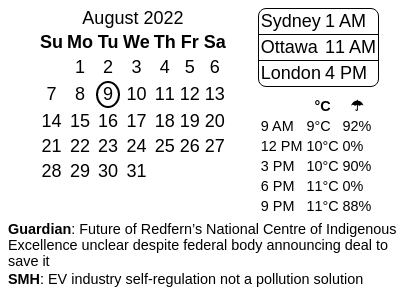 August 2022
Su Mo Tu We Th Fr Sa
1 2 3 4 5 6
7 8 9 10 11 12 13
14 15 16 17 18 19 20
21 22 23 24 25 26 27
28 29 30 31
Sydney 1 AM
Ottawa 11 AM
London 4 PM
°C ☂
9 AM 9°C 92%
12 PM 10°C 0%
3 PM 10°C 90%
6 PM 11°C 0%
9 PM 11°C 88%
Guardian: Future of Redfern’s National Centre of Indigenous
Excellence unclear despite federal body announcing deal to
save it
SMH: EV industry self-regulation not a pollution solution